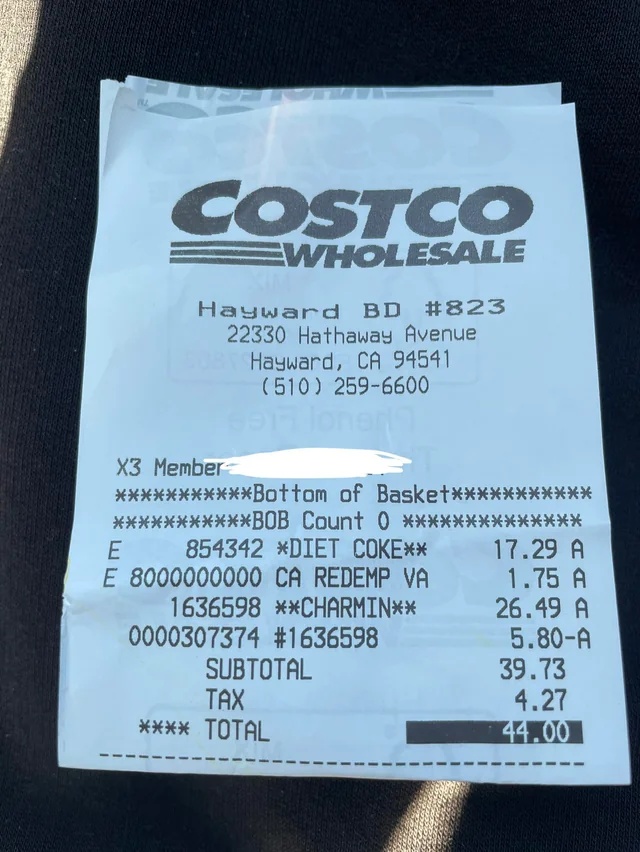 COSTCO
WHOLESALE
Hayward BD #823
22330 Hathaway Avenue
Hayward, CA 94541
(510) 259-6600
X3 Member
***********Bottom of Basket***********
***********BOB Count 0 **************
E 854342 *DIET COKE** 17.29 A
E 8000000000 CA REDEMP VA 1.75 A
1636598 **CHARMIN** 26.49 A
0000307374 #1636598 5.80-A
SUBTOTAL 39.73
TAX 4.27
**** TOTAL 44.00